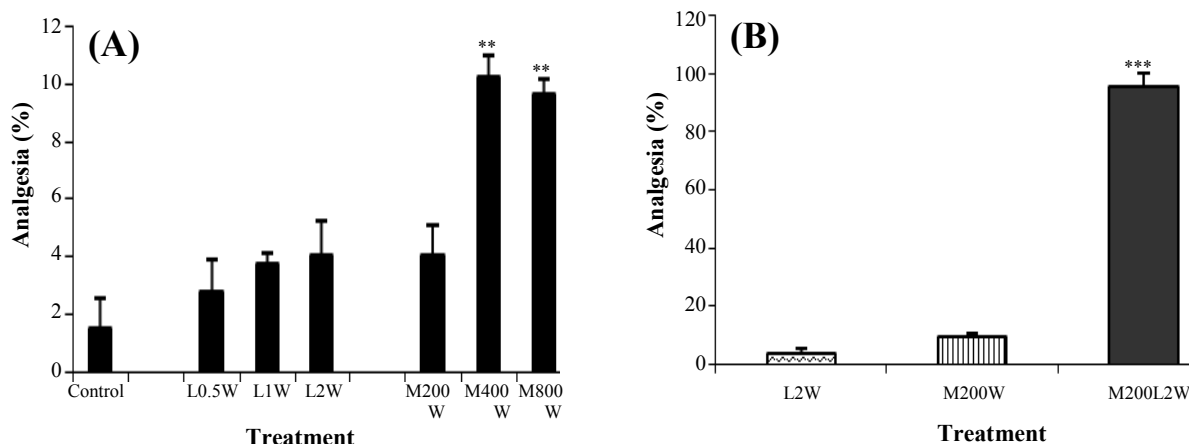 (A)
Analgesia (%)
12
10
8
6
4
2
0
**
**
Control
L0.5W
L1W
L2W
M200
W
M400
W
M800
W
Treatment
(B)
Analgesia (%)
120
100
80
60
40
20
0
***
L2W
M200W
M200L2W
Treatment